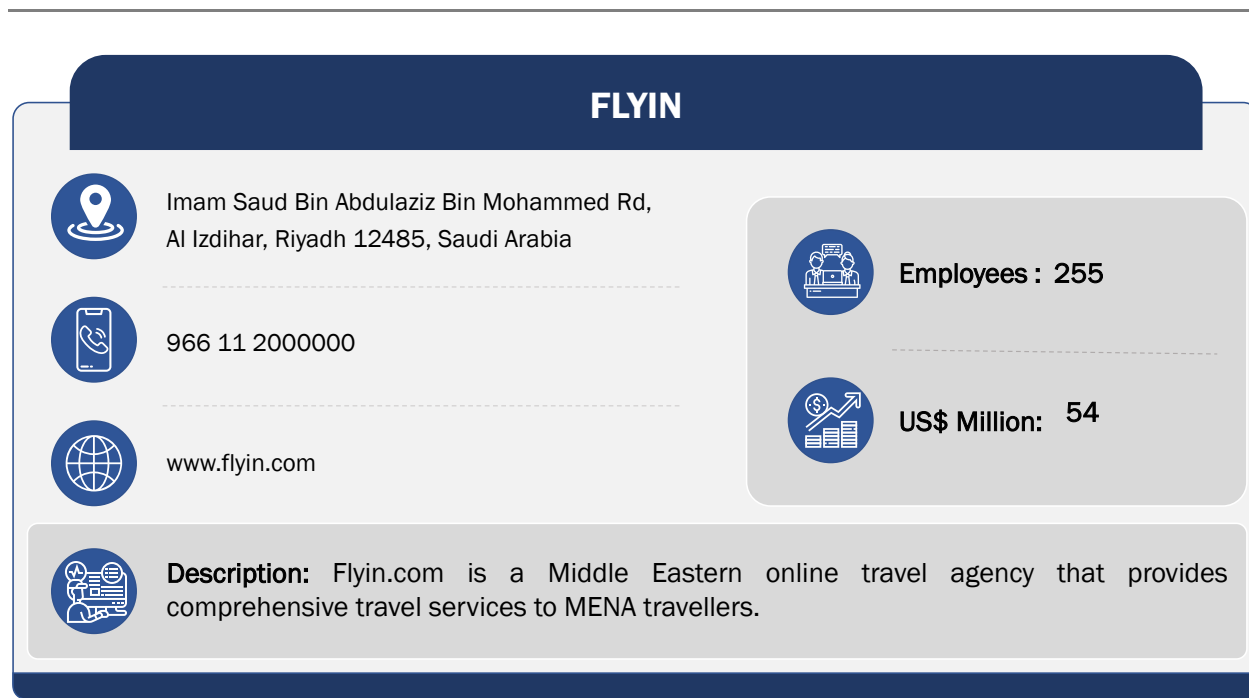 FLYIN
Imam Saud Bin Abdulaziz Bin Mohammed Rd,
Al Izdihar, Riyadh 12485, Saudi Arabia
966 11 2000000
www.flyin.com
Employees : 255
US$ Million: 54
Description: Flyin.com is a Middle Eastern online travel agency that provides
comprehensive travel services to MENA travellers.